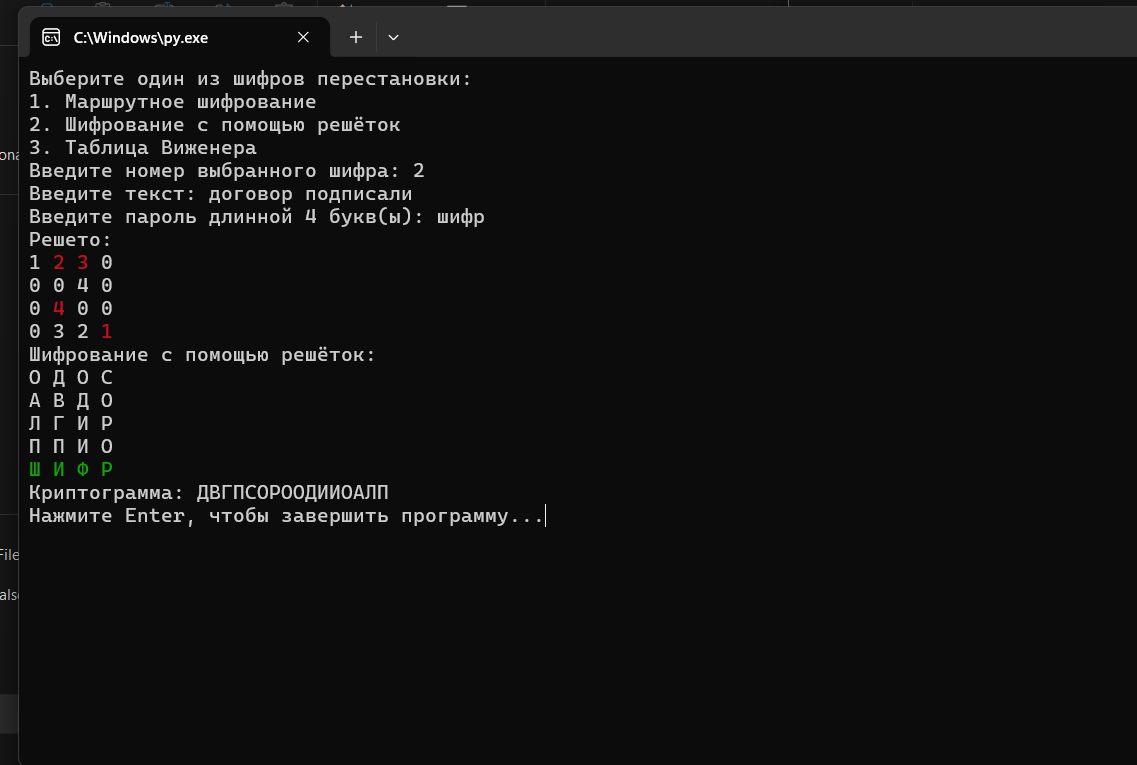 C:\Windows\py.exe
Выберите один из шифров перестановки:
1. Маршрутное шифрование
2. Шифрование с помощью решёток
3. Таблица Виженера
Введите номер выбранного шифра: 2
Введите текст: договор подписали
Введите пароль длинной 4 букв(ы): шифр
Решето:
1 2 3 0
0 0 4 0
0 4 0 0
0 3 2 1
Шифрование с помощью решёток:
О Д О С
А В Д О
Л Г И Р
П П И О
Ш И Ф Р
Криптограмма: ДВГПСОРООДИИОАЛП
Нажмите Enter, чтобы завершить программу...